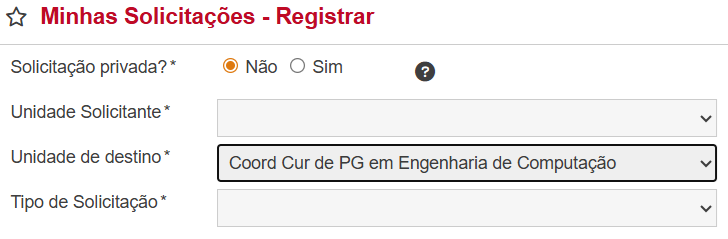 Minhas Solicitações - Registrar
Solicitação privada?* Não Sim ?
Unidade Solicitante*
Unidade de destino* Coord Cur de PG em Engenharia de Computação
Tipo de Solicitação*